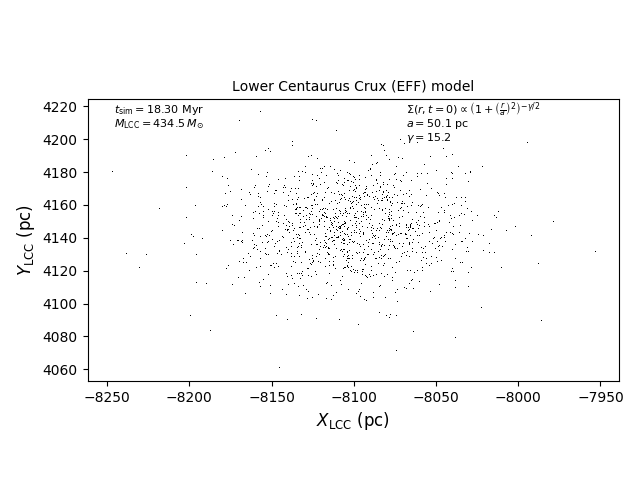 Lower Centaurus Crux (EFF) model
t_sim = 18.30 Myr
M_LCC = 434.5 M_⊙
Σ(r, t = 0) ∝ (1 + (r/a)^2)^{−γ/2}
a = 50.1 pc
γ = 15.2
Y_LCC (pc)
4220
4200
4180
4160
4140
4120
4100
4080
4060
−8250 −8200 −8150 −8100 −8050 −8000 −7950
X_LCC (pc)